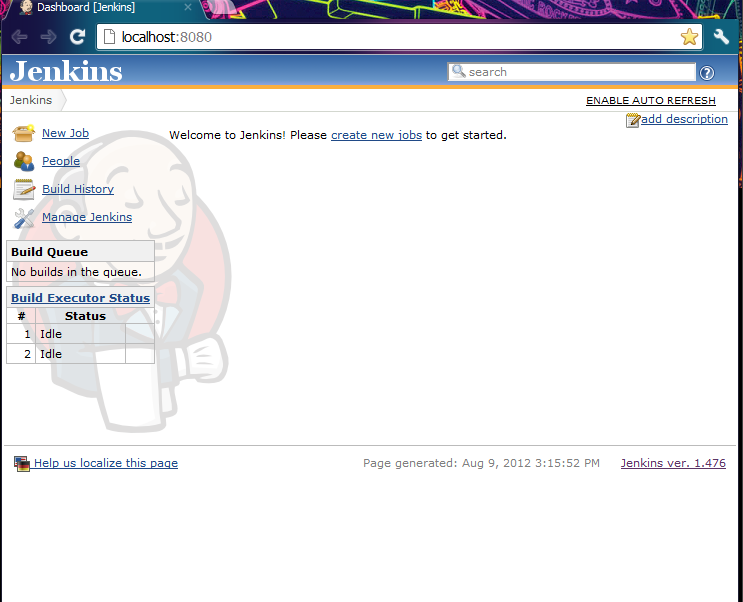 Dashboard [Jenkins]
localhost:8080
Jenkins
search
?
Jenkins
ENABLE AUTO REFRESH
add description
New Job
Welcome to Jenkins! Please create new jobs to get started.
People
Build History
Manage Jenkins
Build Queue
No builds in the queue.
Build Executor Status
# Status
1 Idle
2 Idle
Help us localize this page
Page generated: Aug 9, 2012 3:15:52 PM
Jenkins ver. 1.476